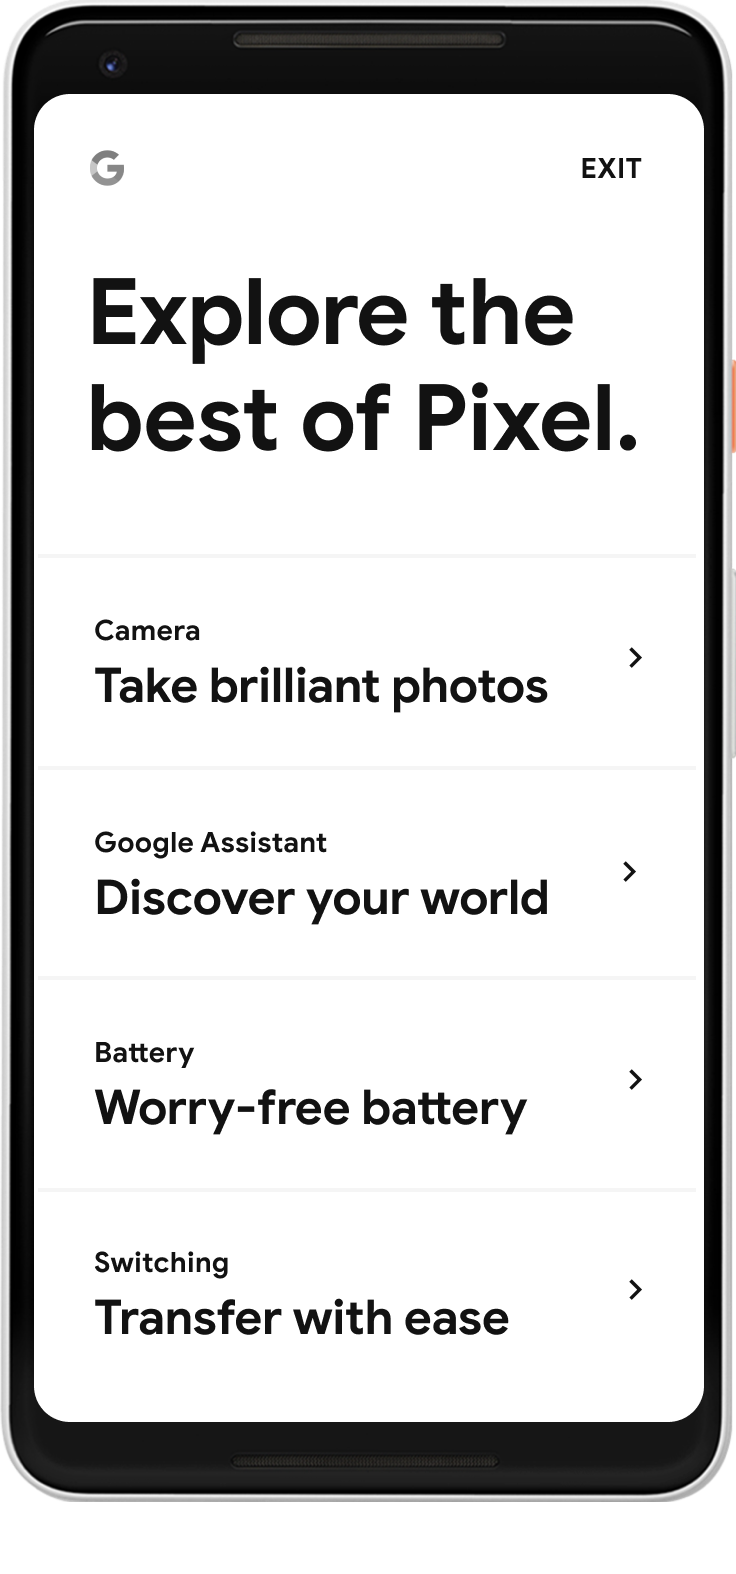 EXIT
Explore the
best of Pixel.
Camera
Take brilliant photos
Google Assistant
Discover your world
Battery
Worry-free battery
Switching
Transfer with ease